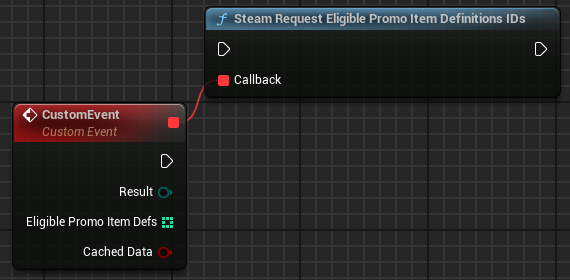 Steam Request Eligible Promo Item Definitions IDs
Callback
CustomEvent
Custom Event
Result
Eligible Promo Item Defs
Cached Data